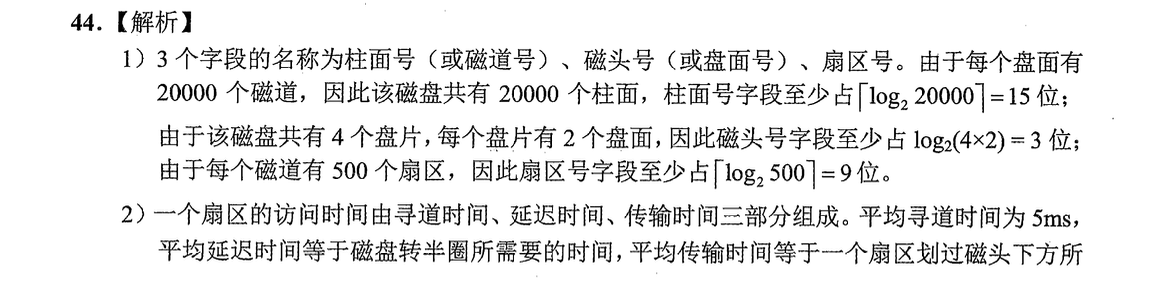 44.【解析】
1）3 个字段的名称为柱面号（或磁道号）、磁头号（或盘面号）、扇区号。由于每个盘面有
20000 个磁道，因此该磁盘共有 20000 个柱面，柱面号字段至少占⌈log₂ 20000⌉=15 位；
由于该磁盘共有 4 个盘片，每个盘片有 2 个盘面，因此磁头号字段至少占 log₂(4×2) = 3 位；
由于每个磁道有 500 个扇区，因此扇区号字段至少占⌈log₂ 500⌉=9 位。
2）一个扇区的访问时间由寻道时间、延迟时间、传输时间三部分组成。平均寻道时间为 5ms，
平均延迟时间等于磁盘转半圈所需要的时间，平均传输时间等于一个扇区划过磁头下方所